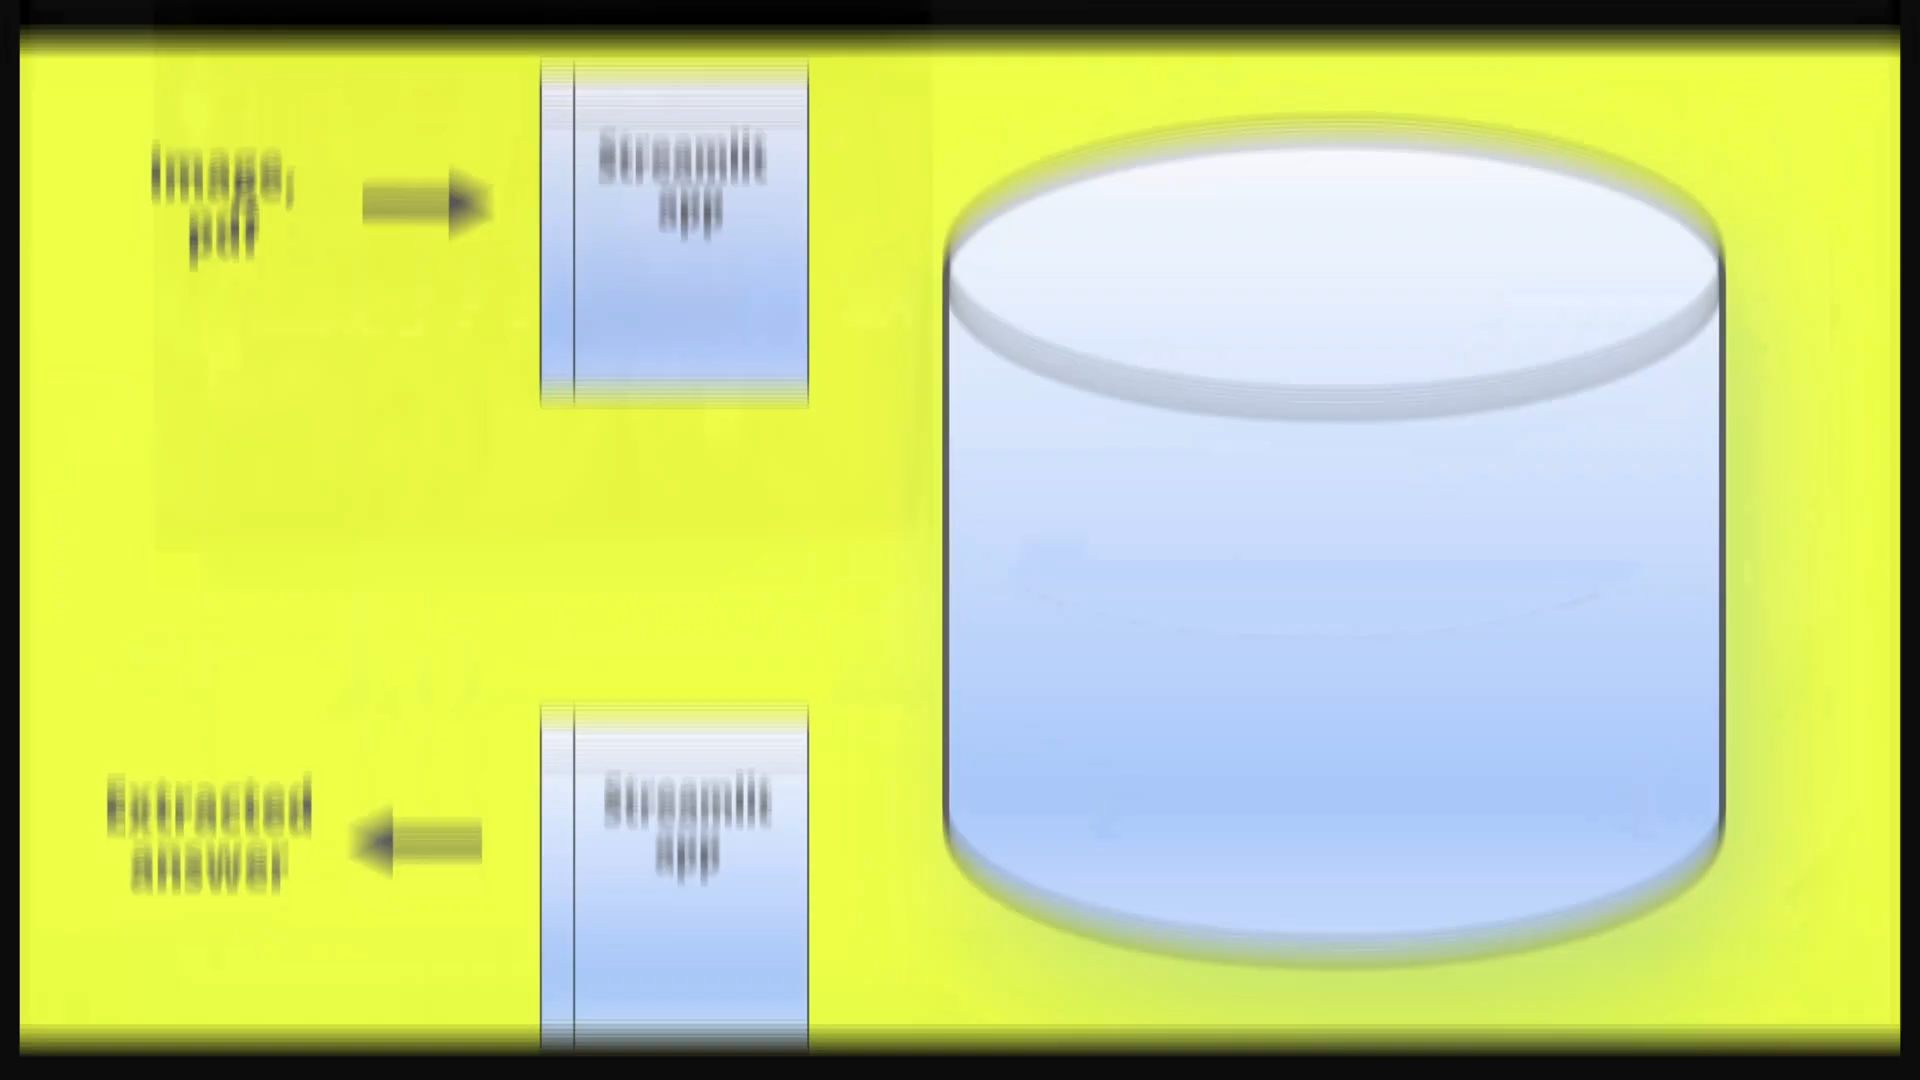 Image,
pdf
Streamlit
app
Extracted
answer
Streamlit
app